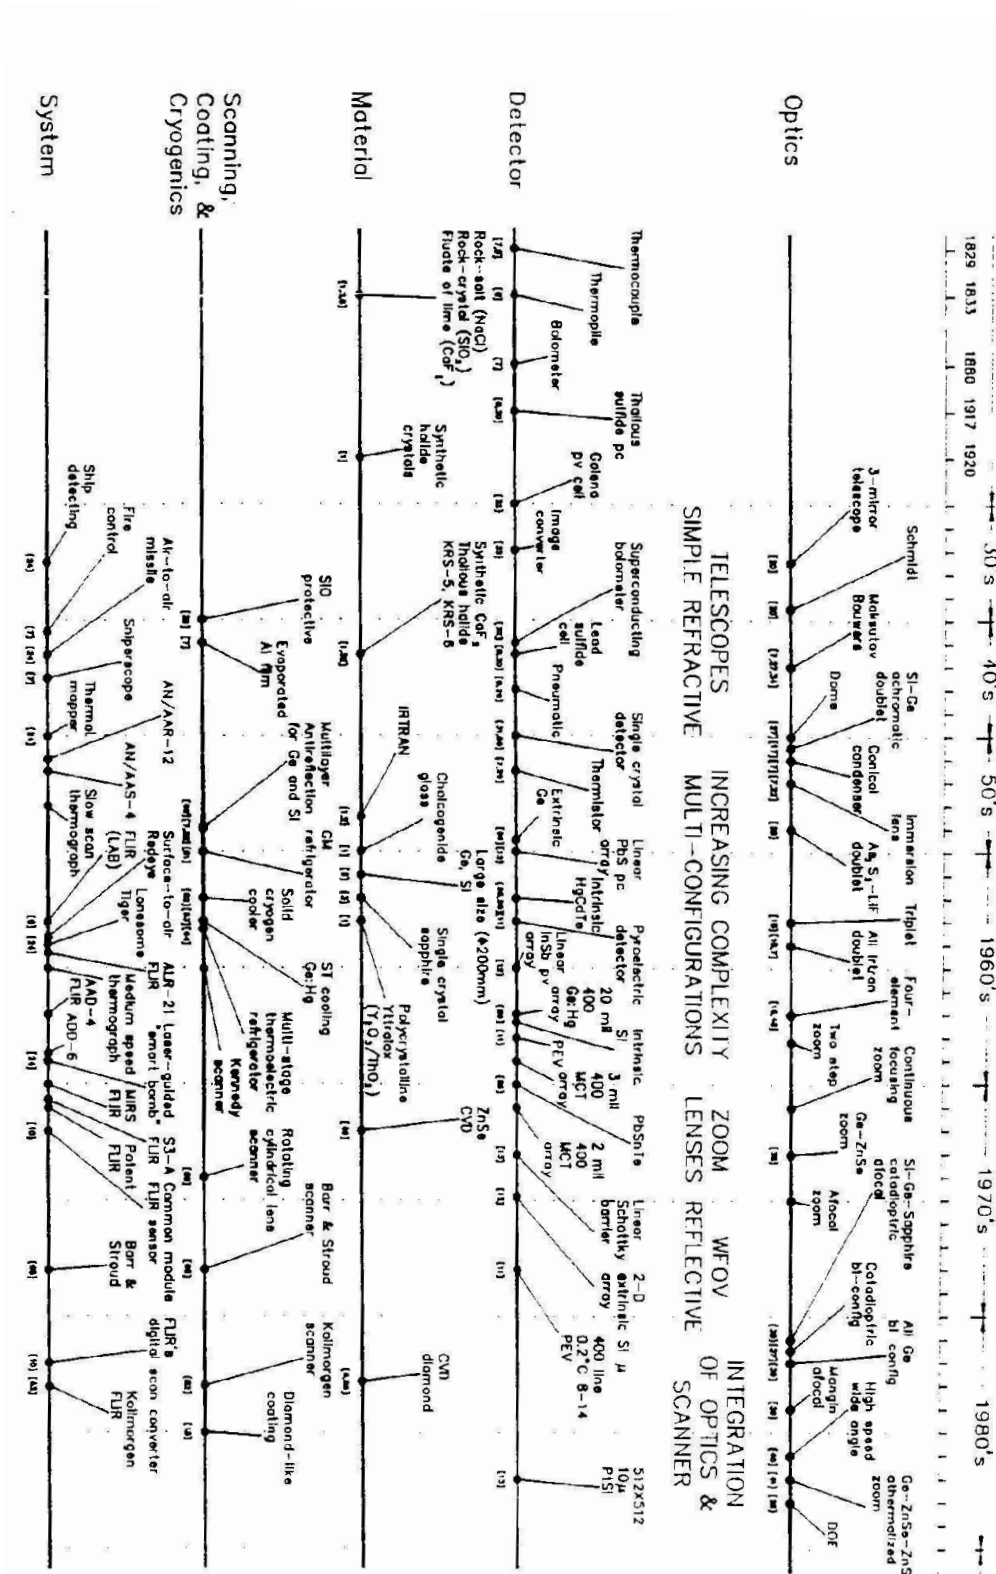 1829 1833 1880 1917 1920
30's 40's 50's 1960's 1970's 1980's
3-mirror
telescope
Schmidt
Maksutov
Bouwers
Dome
Si-Ge
achromatic
doublet
Conical
condenser
Immersion
lens
doublet
Triplet
All Irtran
doublet
Four-
element
Two step
zoom
Continuous
focusing
zoom
Ge-ZnSe
zoom
Afocal
zoom
Si-Ge-Sapphire
catadioptric
afocal
Catadioptric
bi-config
All Ge
bi config
Mangin
afocal
High speed
wide angle
Ge-ZnSe-ZnS
athermalized
zoom
DOE
Optics
TELESCOPES
SIMPLE REFRACTIVE
INCREASING COMPLEXITY
MULTI-CONFIGURATIONS
ZOOM
LENSES
WFOV
REFLECTIVE
INTEGRATION
OF OPTICS &
SCANNER
Thermocouple
Thermopile
Bolometer
Thallous
sulfide pc
Galena
pv cell
Image
converter
Superconducting
bolometer
Lead
sulfide
cell
Pneumatic
Single crystal
detector
Thermistor
Extrinsic
Ge
Linear
PbS pc
array
Intrinsic
HgCdTe
Pyroelectric
detector
Linear
InSb pv
array
20 mil
400
Ge:Hg
array
Intrinsic
Si
PEV
3 mil
400
MCT
array
PbSnTe
2 mil
400
MCT
array
Linear
Schottky
barrier
2-D
extrinsic Si
array
400 line
0.2°C 8-14 μ
PEV
512X512
10μ
PtSi
Detector
Rock-salt (NaCl)
Rock-crystal (SiO₂)
Synthetic
halide
crystals
Synthetic CaF₂
Thallous halide
KRS-5, KRS-6
IRTRAN
Chalcogenide
glass
Large size (φ200mm)
Ge, Si
Single crystal
sapphire
Polycrystalline
Yttralox
(Y₂O₃/ThO₂)
ZnSe
CVD
CVD
diamond
Material
SiO
protective
Evaporated
Al film
Multilayer
Antireflection
for Ge and Si
GM
refrigerator
Solid
cryogen
cooler
ST cooling
Ge:Hg
Multi-stage
thermoelectric
refrigerator
Kennedy
scanner
Rotating
cylindrical lens
scanner
Barr & Stroud
scanner
Kollmorgen
scanner
Diamond-like
coating
Scanning,
Coating, &
Cryogenics
Ship
detecting
Fire
control
Air-to-air
missile
Sniperscope
Thermal
mapper
AN/AAR-12
AN/AAS-4
Slow scan
thermograph
FLIR
(LAB)
Surface-to-air
Redeye
Lonesome
Tiger
FLIR
AAD-4
Medium speed
thermograph
FLIR ADD-6
Laser-guided
"smart bomb"
MIRS
FLIR
S3-A
FLIR
Potent
FLIR
Common module
FLIR sensor
Barr &
Stroud
FLIR's
digital scan converter
Kollmorgen
FLIR
System